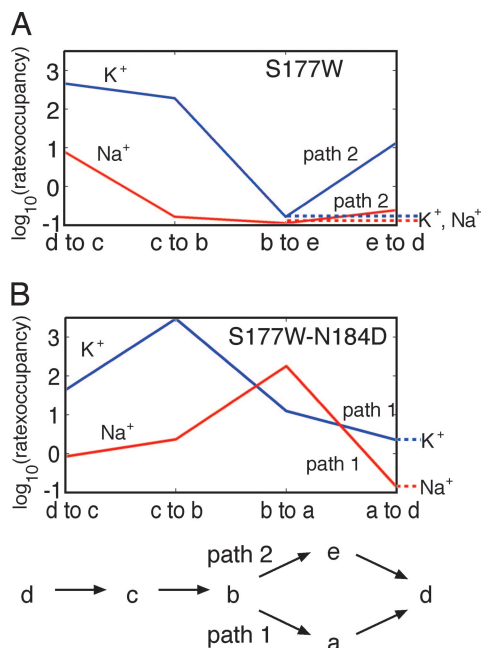 A
S177W
K+
Na+
path 2
path 2
K+, Na+
log10(ratexoccupancy)
3
2
1
0
-1
d to c
c to b
b to e
e to d
B
S177W-N184D
K+
Na+
path 1
path 1
K+
Na+
log10(ratexoccupancy)
3
2
1
0
-1
d to c
c to b
b to a
a to d
path 2
e
d
c
b
d
path 1
a